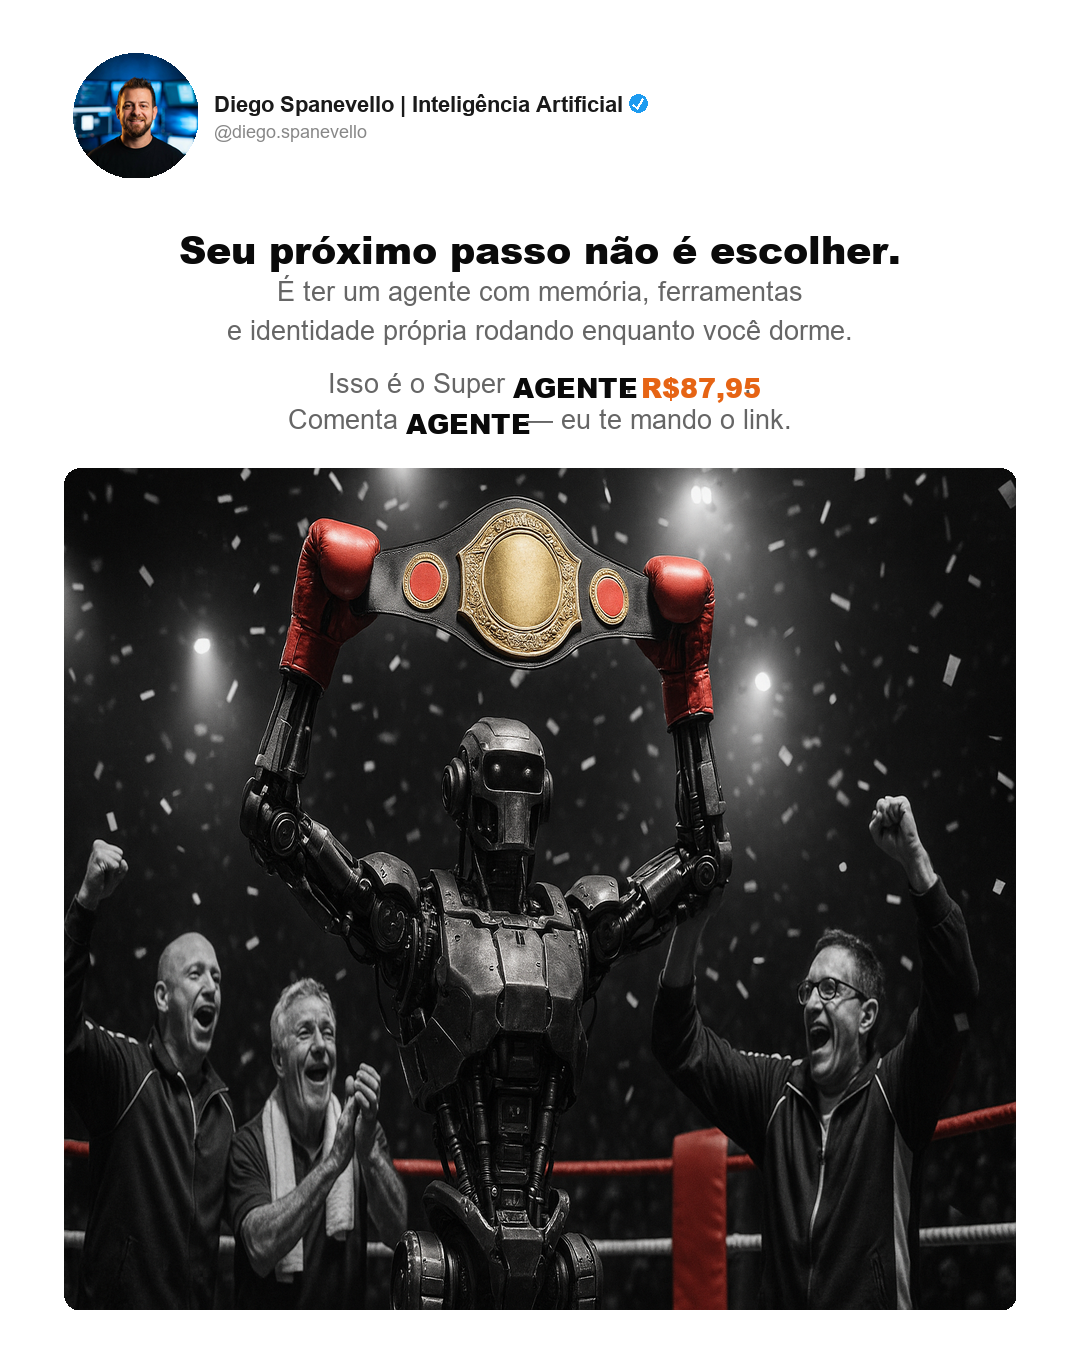 Diego Spanevello | Inteligência Artificial
@diego.spanevello
Seu próximo passo não é escolher.
É ter um agente com memória, ferramentas
e identidade própria rodando enquanto você dorme.
Isso é o Super AGENTE R$87,95
Comenta AGENTE — eu te mando o link.